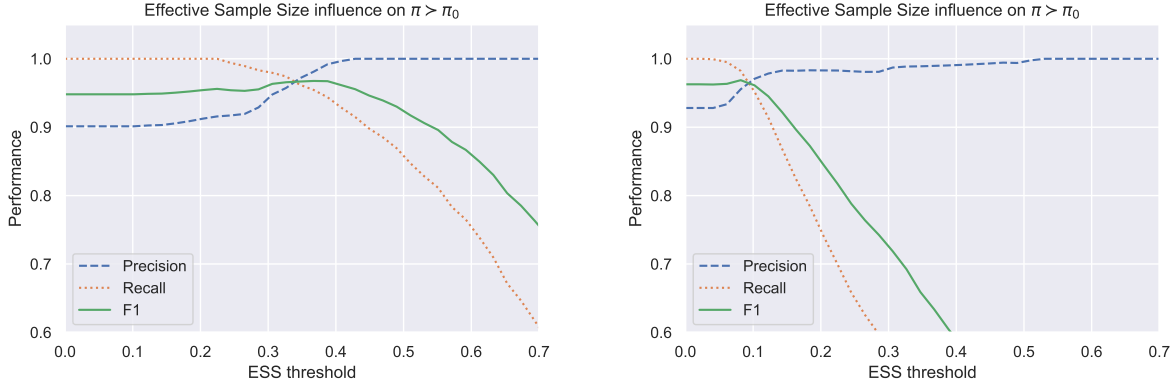 Effective Sample Size influence on π ≻ π₀
Performance
1.0
0.9
0.8
0.7
0.6
Precision
Recall
F1
0.0 0.1 0.2 0.3 0.4 0.5 0.6 0.7
ESS threshold
Effective Sample Size influence on π ≻ π₀
Performance
1.0
0.9
0.8
0.7
0.6
Precision
Recall
F1
0.0 0.1 0.2 0.3 0.4 0.5 0.6 0.7
ESS threshold